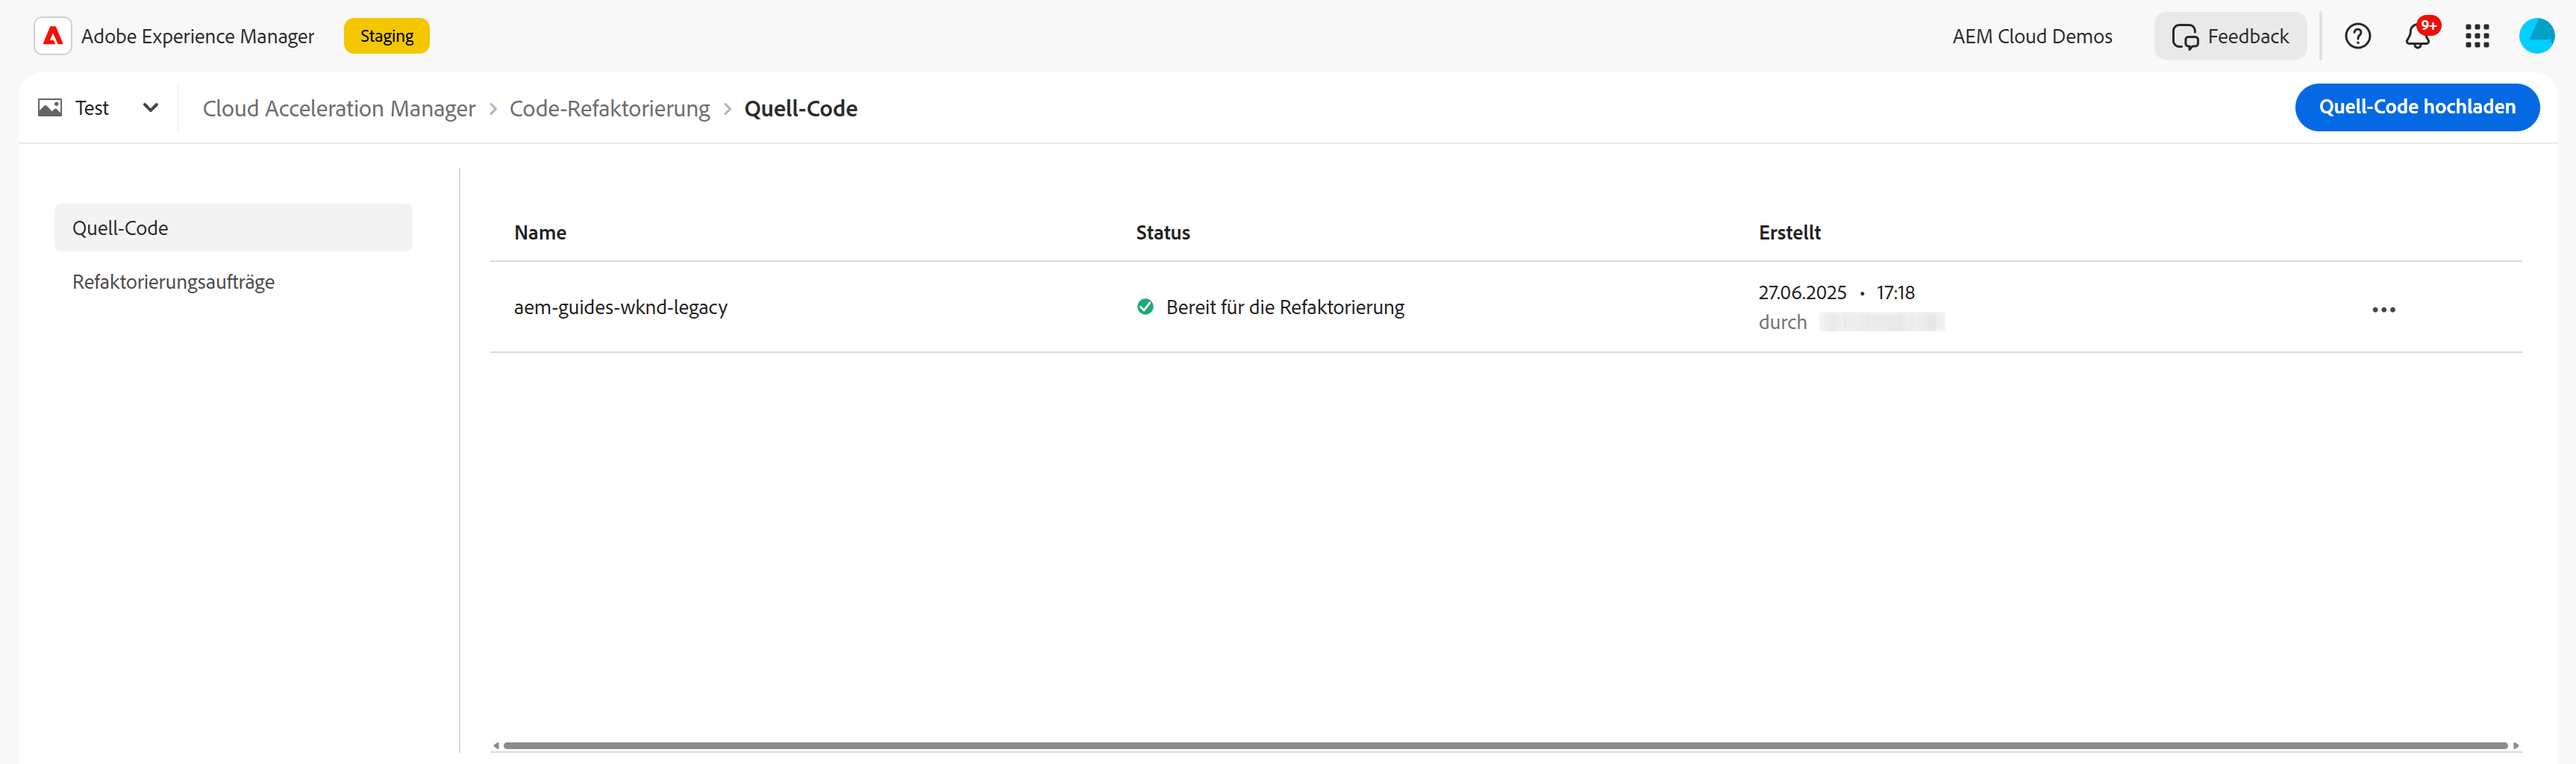 Adobe Experience Manager Staging AEM Cloud Demos Feedback 9+
Test Cloud Acceleration Manager > Code-Refaktorierung > Quell-Code Quell-Code hochladen
Quell-Code
Refaktorierungsaufträge
Name Status Erstellt
aem-guides-wknd-legacy Bereit für die Refaktorierung 27.06.2025 • 17:18
durch